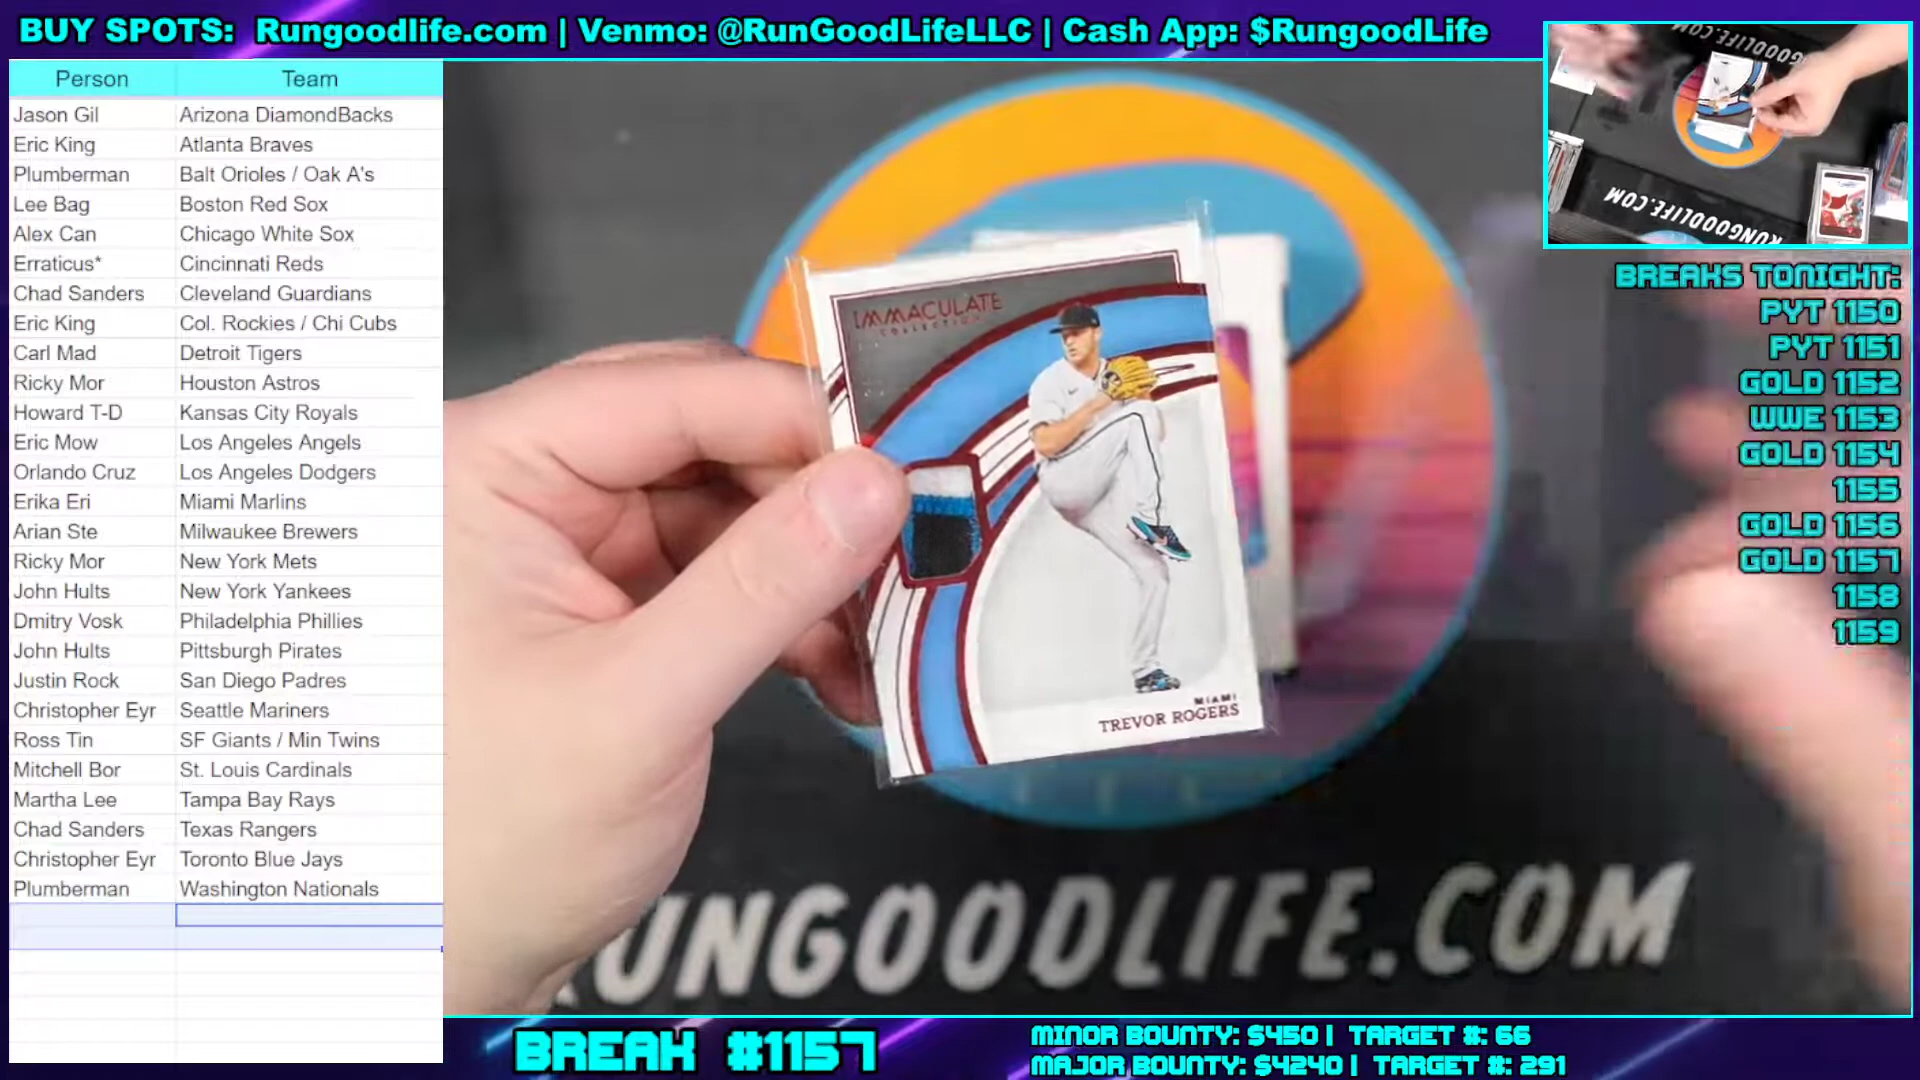 BUY SPOTS: Rungoodlife.com | Venmo: @RunGoodLifeLLC | Cash App: $RungoodLife
Person Team
Jason Gil Arizona DiamondBacks
Eric King Atlanta Braves
Plumberman Balt Orioles / Oak A's
Lee Bag Boston Red Sox
Alex Can Chicago White Sox
Erraticus* Cincinnati Reds
Chad Sanders Cleveland Guardians
Eric King Col. Rockies / Chi Cubs
Carl Mad Detroit Tigers
Ricky Mor Houston Astros
Howard T-D Kansas City Royals
Eric Mow Los Angeles Angels
Orlando Cruz Los Angeles Dodgers
Erika Eri Miami Marlins
Arian Ste Milwaukee Brewers
Ricky Mor New York Mets
John Hults New York Yankees
Dmitry Vosk Philadelphia Phillies
John Hults Pittsburgh Pirates
Justin Rock San Diego Padres
Christopher Eyr Seattle Mariners
Ross Tin SF Giants / Min Twins
Mitchell Bor St. Louis Cardinals
Martha Lee Tampa Bay Rays
Chad Sanders Texas Rangers
Christopher Eyr Toronto Blue Jays
Plumberman Washington Nationals
IMMACULATE
COLLECTION
MIAMI
TREVOR ROGERS
RUNGOODLIFE.COM
RUNGOODLIFE.COM
RUNGOODLIFE.COM
BREAKS TONIGHT:
PYT 1150
PYT 1151
GOLD 1152
WWE 1153
GOLD 1154
1155
GOLD 1156
GOLD 1157
1158
1159
BREAK #1157
MINOR BOUNTY: $450 | TARGET #: 66
MAJOR BOUNTY: $4240 | TARGET #: 291